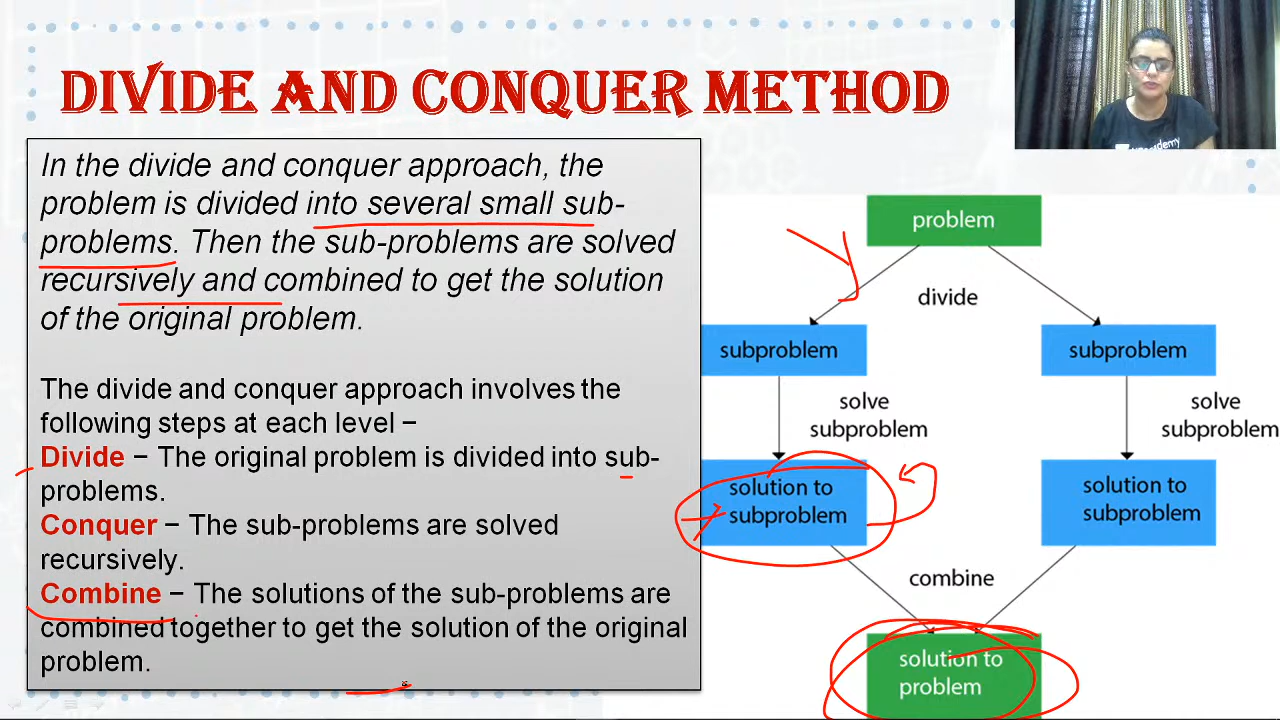 DIVIDE AND CONQUER METHOD
In the divide and conquer approach, the
problem is divided into several small sub-
problems. Then the sub-problems are solved
recursively and combined to get the solution
of the original problem.
The divide and conquer approach involves the
following steps at each level −
Divide − The original problem is divided into sub-
problems.
Conquer − The sub-problems are solved
recursively.
Combine − The solutions of the sub-problems are
combined together to get the solution of the original
problem.
problem
divide
subproblem
subproblem
solve
subproblem
solve
subproblem
solution to
subproblem
solution to
subproblem
combine
solution to
problem